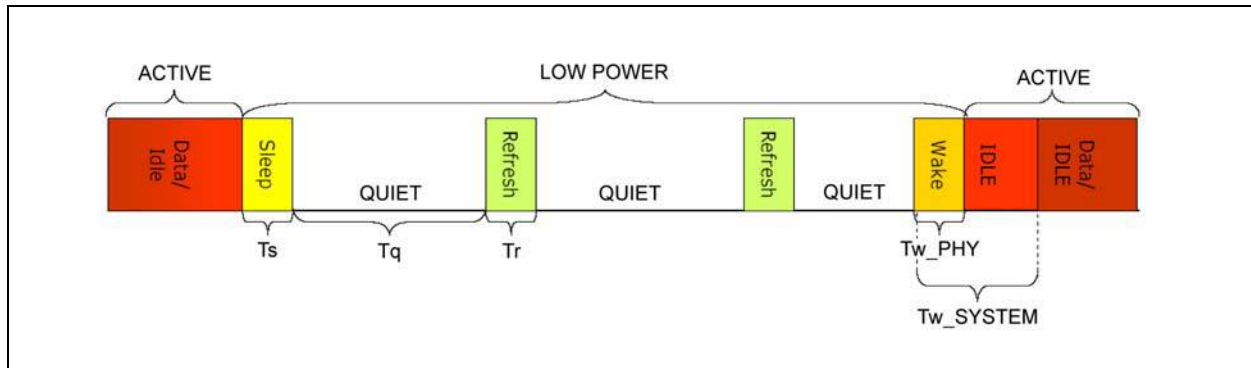 ACTIVE
LOW POWER
ACTIVE
Data/
Idle
Sleep
QUIET
Refresh
QUIET
Refresh
QUIET
Wake
IDLE
Data/
IDLE
Ts
Tq
Tr
Tw_PHY
Tw_SYSTEM